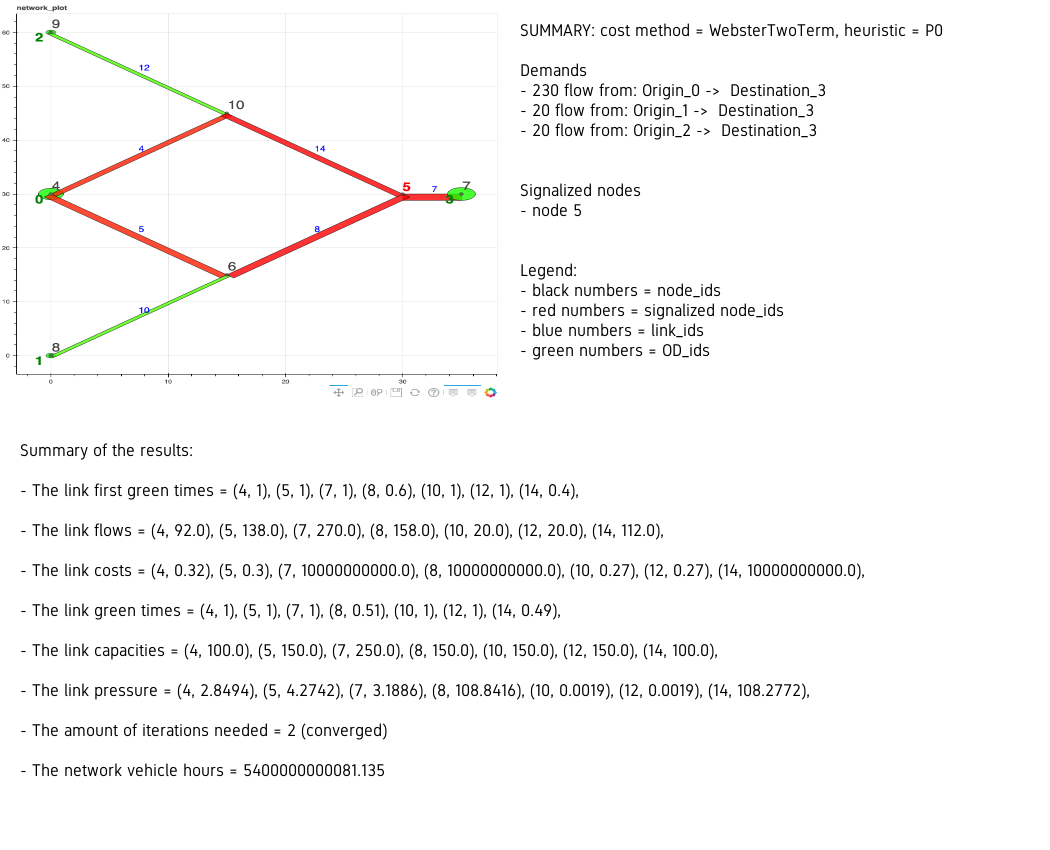 network_plot
9
60
2
12
50
10
40
4
14
4
5
7
7
30
0
3
5
8
20
6
10
10
8
0
1
0
10
20
30
SUMMARY: cost method = WebsterTwoTerm, heuristic = P0
Demands
- 230 flow from: Origin_0 -> Destination_3
- 20 flow from: Origin_1 -> Destination_3
- 20 flow from: Origin_2 -> Destination_3
Signalized nodes
- node 5
Legend:
- black numbers = node_ids
- red numbers = signalized node_ids
- blue numbers = link_ids
- green numbers = OD_ids
Summary of the results:
- The link first green times = (4, 1), (5, 1), (7, 1), (8, 0.6), (10, 1), (12, 1), (14, 0.4),
- The link flows = (4, 92.0), (5, 138.0), (7, 270.0), (8, 158.0), (10, 20.0), (12, 20.0), (14, 112.0),
- The link costs = (4, 0.32), (5, 0.3), (7, 10000000000.0), (8, 10000000000.0), (10, 0.27), (12, 0.27), (14, 10000000000.0),
- The link green times = (4, 1), (5, 1), (7, 1), (8, 0.51), (10, 1), (12, 1), (14, 0.49),
- The link capacities = (4, 100.0), (5, 150.0), (7, 250.0), (8, 150.0), (10, 150.0), (12, 150.0), (14, 100.0),
- The link pressure = (4, 2.8494), (5, 4.2742), (7, 3.1886), (8, 108.8416), (10, 0.0019), (12, 0.0019), (14, 108.2772),
- The amount of iterations needed = 2 (converged)
- The network vehicle hours = 5400000000081.135